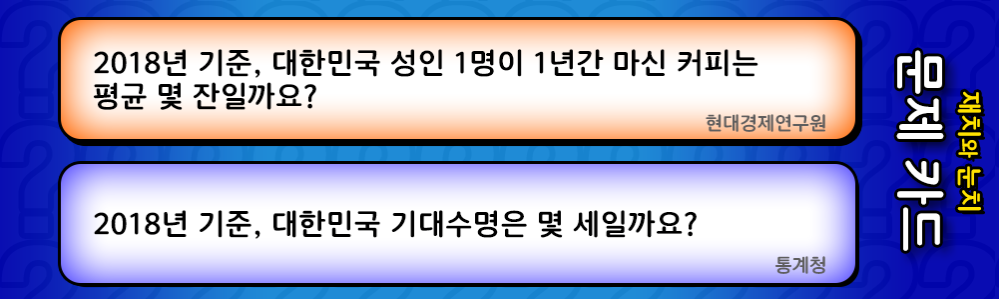 2018년 기준, 대한민국 성인 1명이 1년간 마신 커피는
평균 몇 잔일까요?
현대경제연구원
2018년 기준, 대한민국 기대수명은 몇 세일까요?
통계청
재치와 눈치
문제 카드